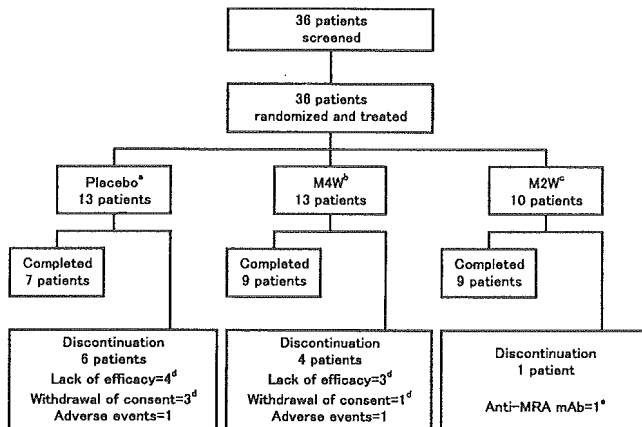 36 patients
screened
36 patients
randomized and treated
Placebo^a
13 patients
M4W^b
13 patients
M2W^c
10 patients
Completed
7 patients
Completed
9 patients
Completed
9 patients
Discontinuation
6 patients
Lack of efficacy=4^d
Withdrawal of consent=3^d
Adverse events=1
Discontinuation
4 patients
Lack of efficacy=3^d
Withdrawal of consent=1^d
Adverse events=1
Discontinuation
1 patient
Anti-MRA mAb=1^e